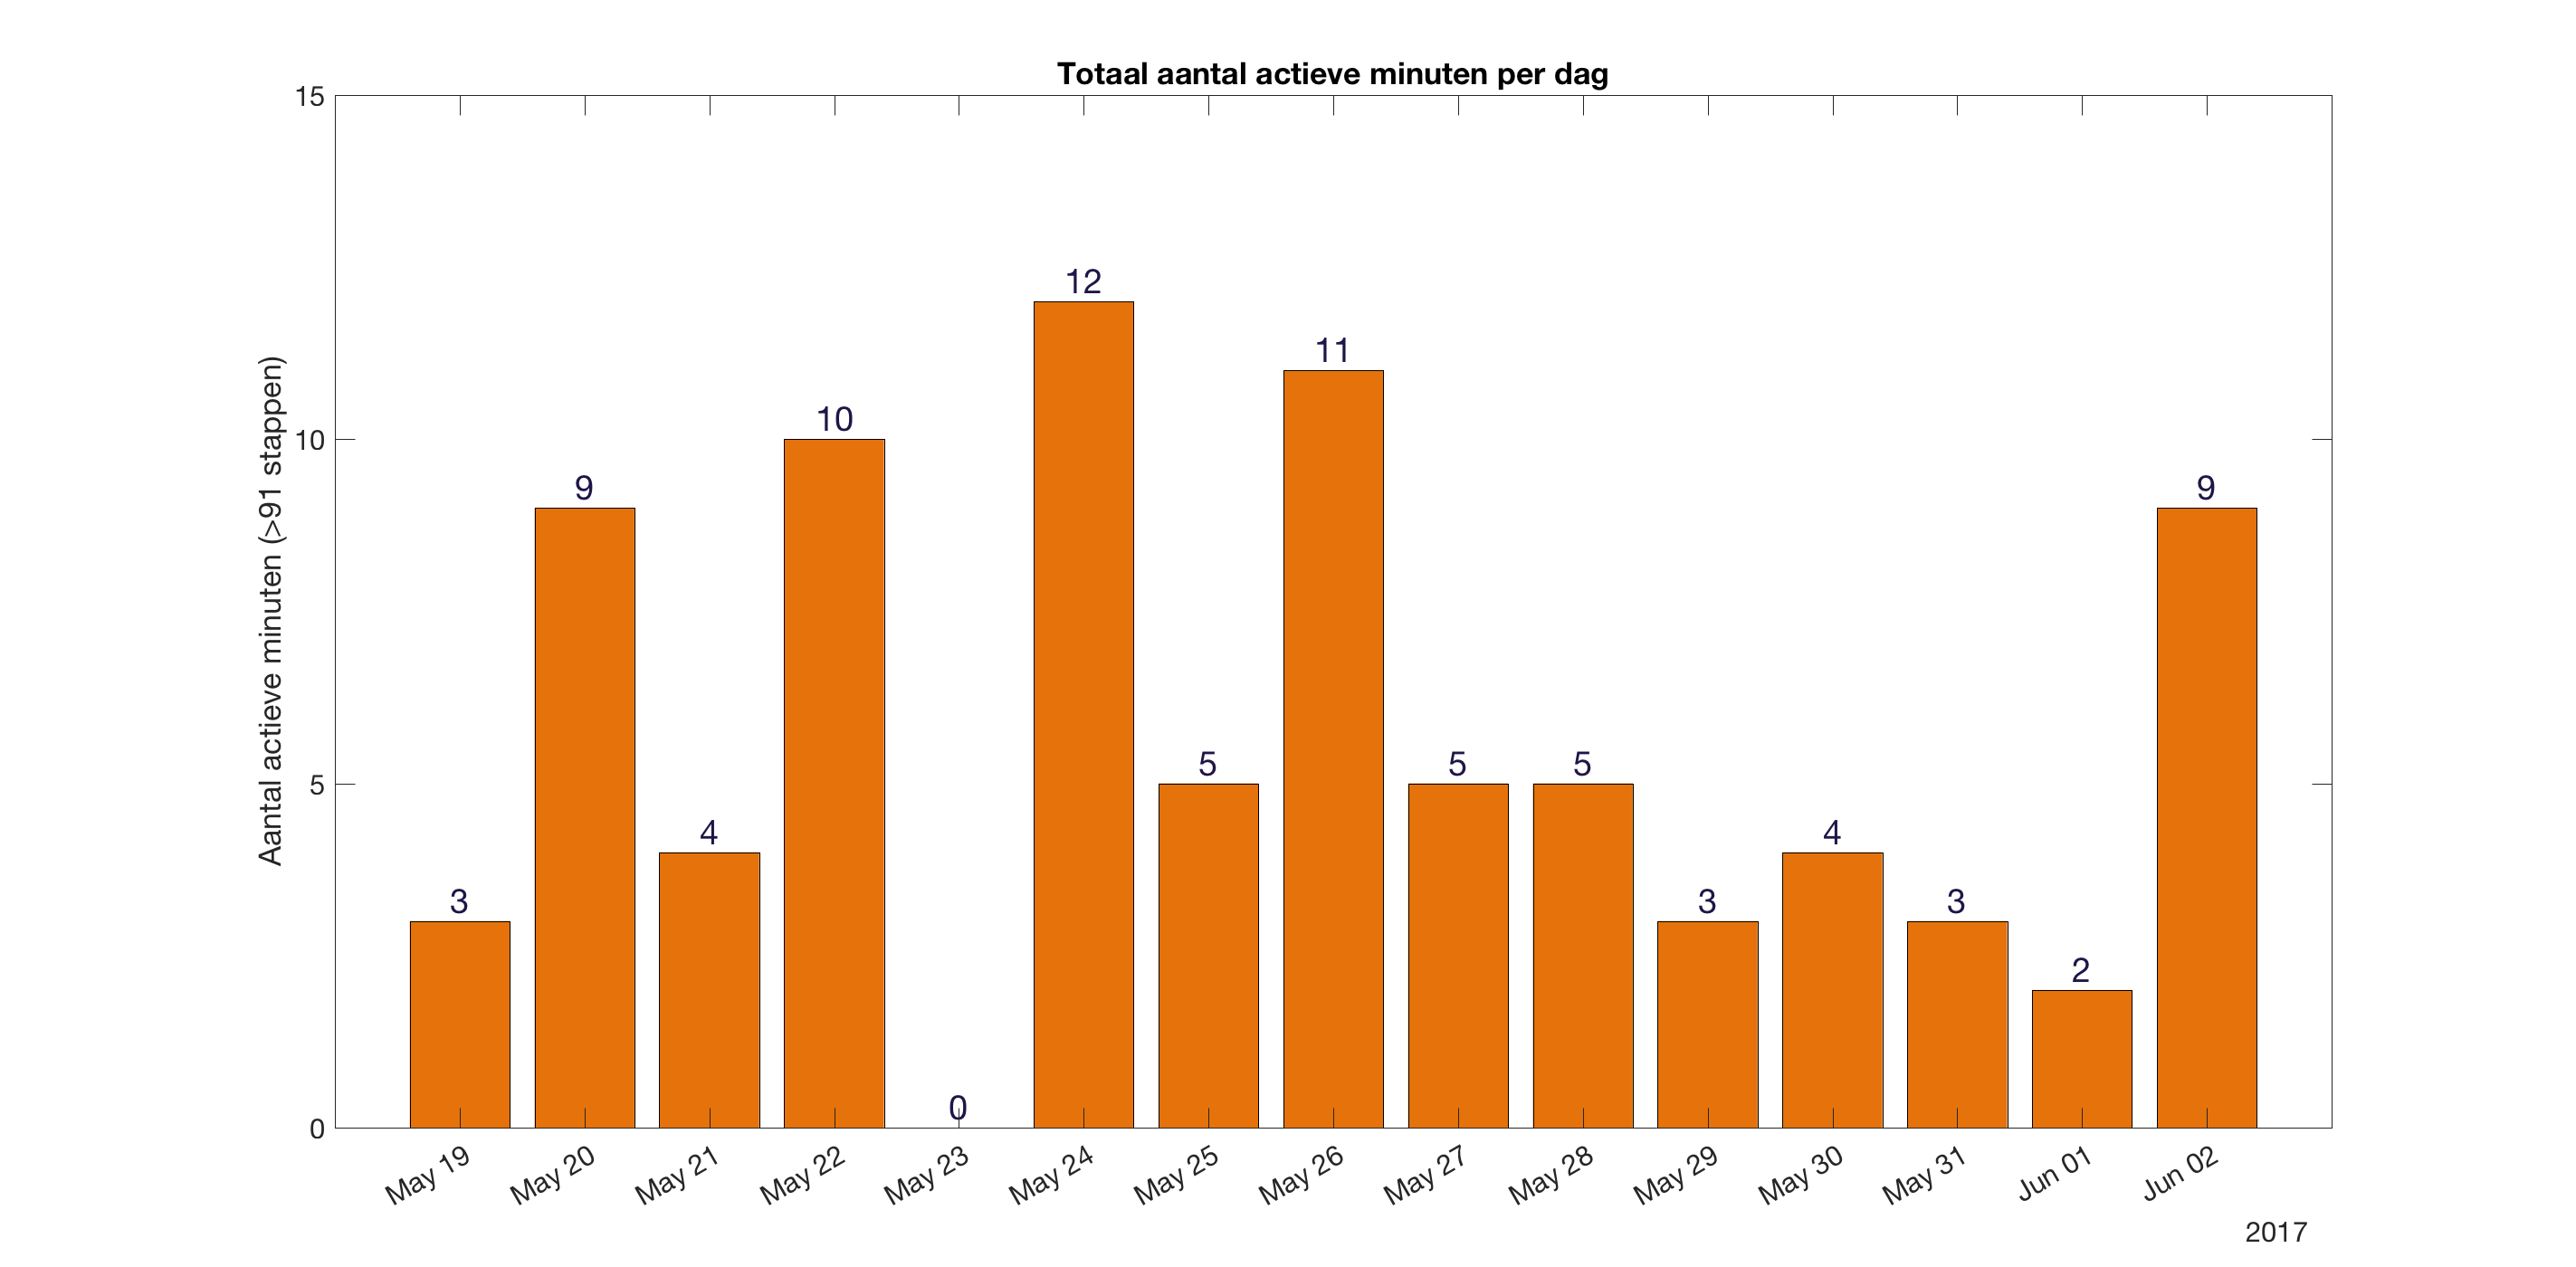 Totaal aantal actieve minuten per dag
Aantal actieve minuten (>91 stappen)
15
10
5
0
3
9
4
10
0
12
5
11
5
5
3
4
3
2
9
May 19
May 20
May 21
May 22
May 23
May 24
May 25
May 26
May 27
May 28
May 29
May 30
May 31
Jun 01
Jun 02
2017